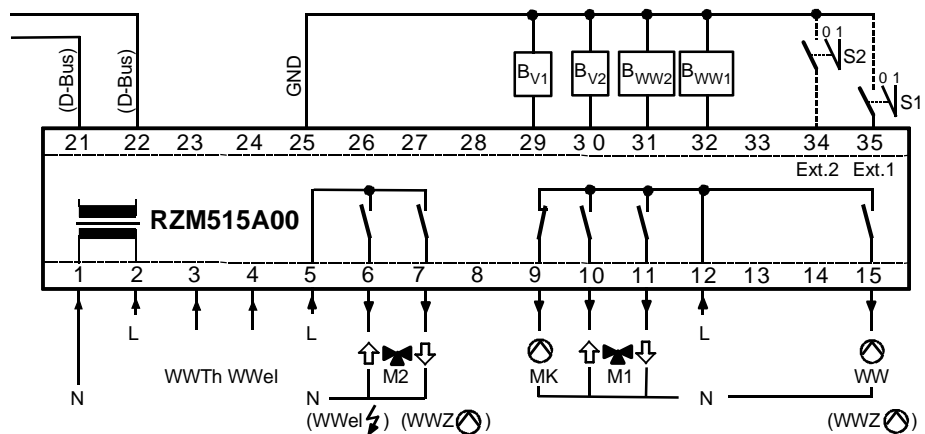 0 1
S2
(D-Bus) (D-Bus) GND BV1 BV2 BWW2 BWW1
0 1
S1
21 22 23 24 25 26 27 28 29 30 31 32 33 34 35
Ext.2 Ext.1
RZM515A00
1 2 3 4 5 6 7 8 9 10 11 12 13 14 15
L L L
WWTh WWel M2 MK M1 WW
N N N
(WWel) (WWZ) (WWZ)